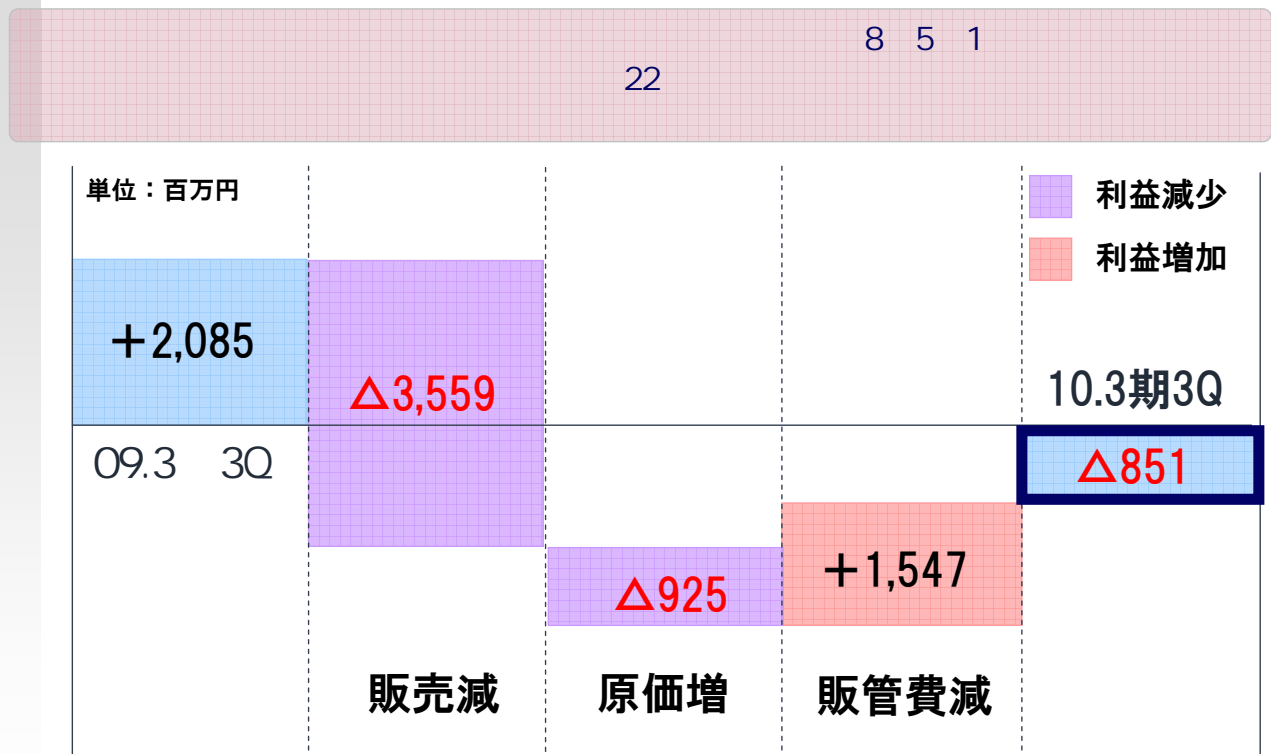 8 5 1
22
単位：百万円
利益減少
利益増加
＋2,085
△3,559
10.3期3Q
09.3 3Q
△851
△925
＋1,547
販売減
原価増
販管費減